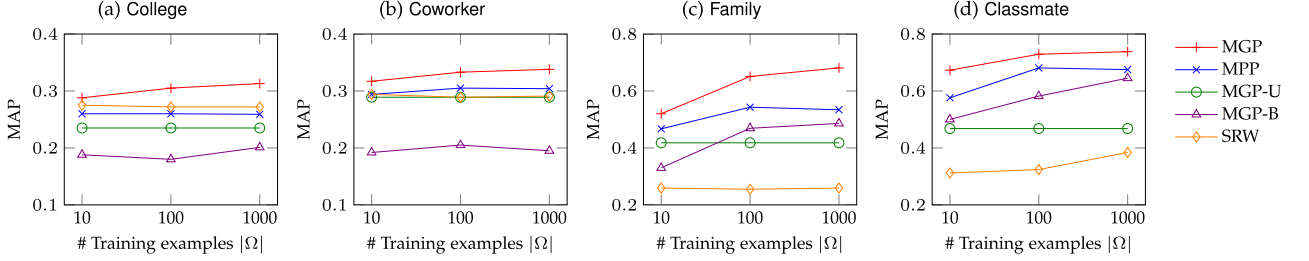 (a) College
MAP
0.4
0.3
0.2
0.1
10 100 1000
# Training examples |Ω|
(b) Coworker
MAP
0.4
0.3
0.2
0.1
10 100 1000
# Training examples |Ω|
(c) Family
MAP
0.8
0.6
0.4
0.2
10 100 1000
# Training examples |Ω|
(d) Classmate
MAP
0.8
0.6
0.4
0.2
10 100 1000
# Training examples |Ω|
MGP
MPP
MGP-U
MGP-B
SRW